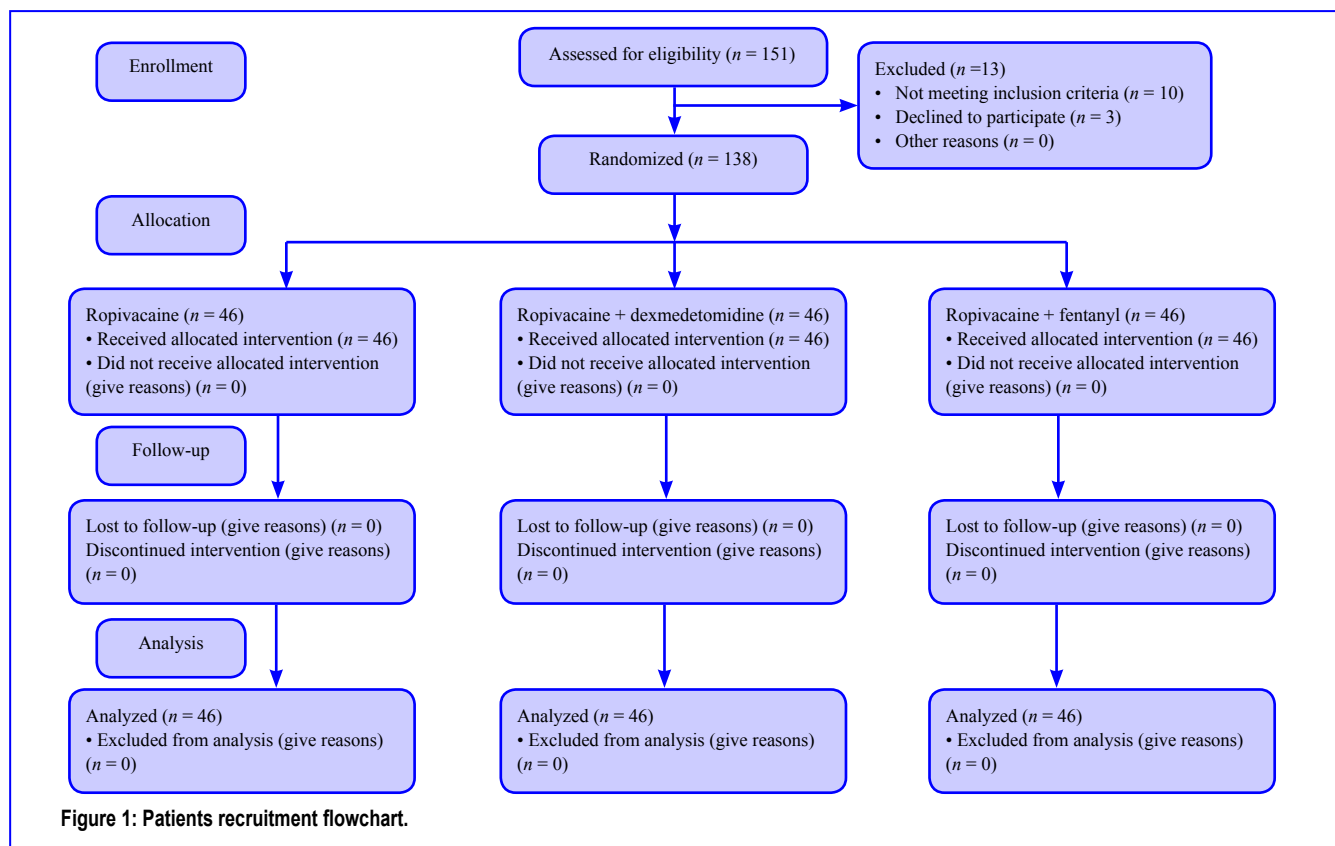 Enrollment
Assessed for eligibility (n = 151)
Excluded (n =13)
• Not meeting inclusion criteria (n = 10)
• Declined to participate (n = 3)
• Other reasons (n = 0)
Randomized (n = 138)
Allocation
Ropivacaine (n = 46)
• Received allocated intervention (n = 46)
• Did not receive allocated intervention
(give reasons) (n = 0)
Ropivacaine + dexmedetomidine (n = 46)
• Received allocated intervention (n = 46)
• Did not receive allocated intervention
(give reasons) (n = 0)
Ropivacaine + fentanyl (n = 46)
• Received allocated intervention (n = 46)
• Did not receive allocated intervention
(give reasons) (n = 0)
Follow-up
Lost to follow-up (give reasons) (n = 0)
Discontinued intervention (give reasons)
(n = 0)
Lost to follow-up (give reasons) (n = 0)
Discontinued intervention (give reasons)
(n = 0)
Lost to follow-up (give reasons) (n = 0)
Discontinued intervention (give reasons)
(n = 0)
Analysis
Analyzed (n = 46)
• Excluded from analysis (give reasons)
(n = 0)
Analyzed (n = 46)
• Excluded from analysis (give reasons)
(n = 0)
Analyzed (n = 46)
• Excluded from analysis (give reasons)
(n = 0)
Figure 1: Patients recruitment flowchart.